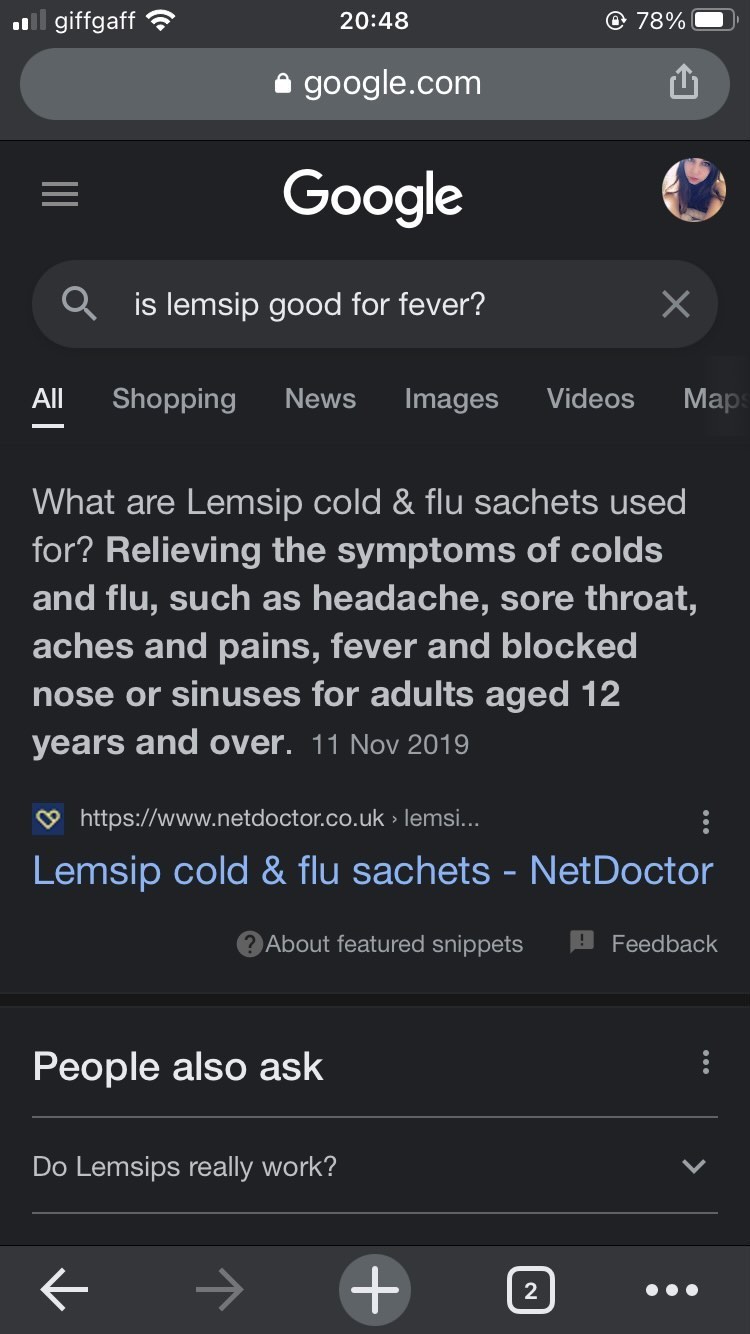 giffgaff 20:48 78%
google.com
Google
is lemsip good for fever?
All Shopping News Images Videos Maps
What are Lemsip cold & flu sachets used
for? Relieving the symptoms of colds
and flu, such as headache, sore throat,
aches and pains, fever and blocked
nose or sinuses for adults aged 12
years and over. 11 Nov 2019
https://www.netdoctor.co.uk › lemsi...
Lemsip cold & flu sachets - NetDoctor
About featured snippets Feedback
People also ask
Do Lemsips really work?
2